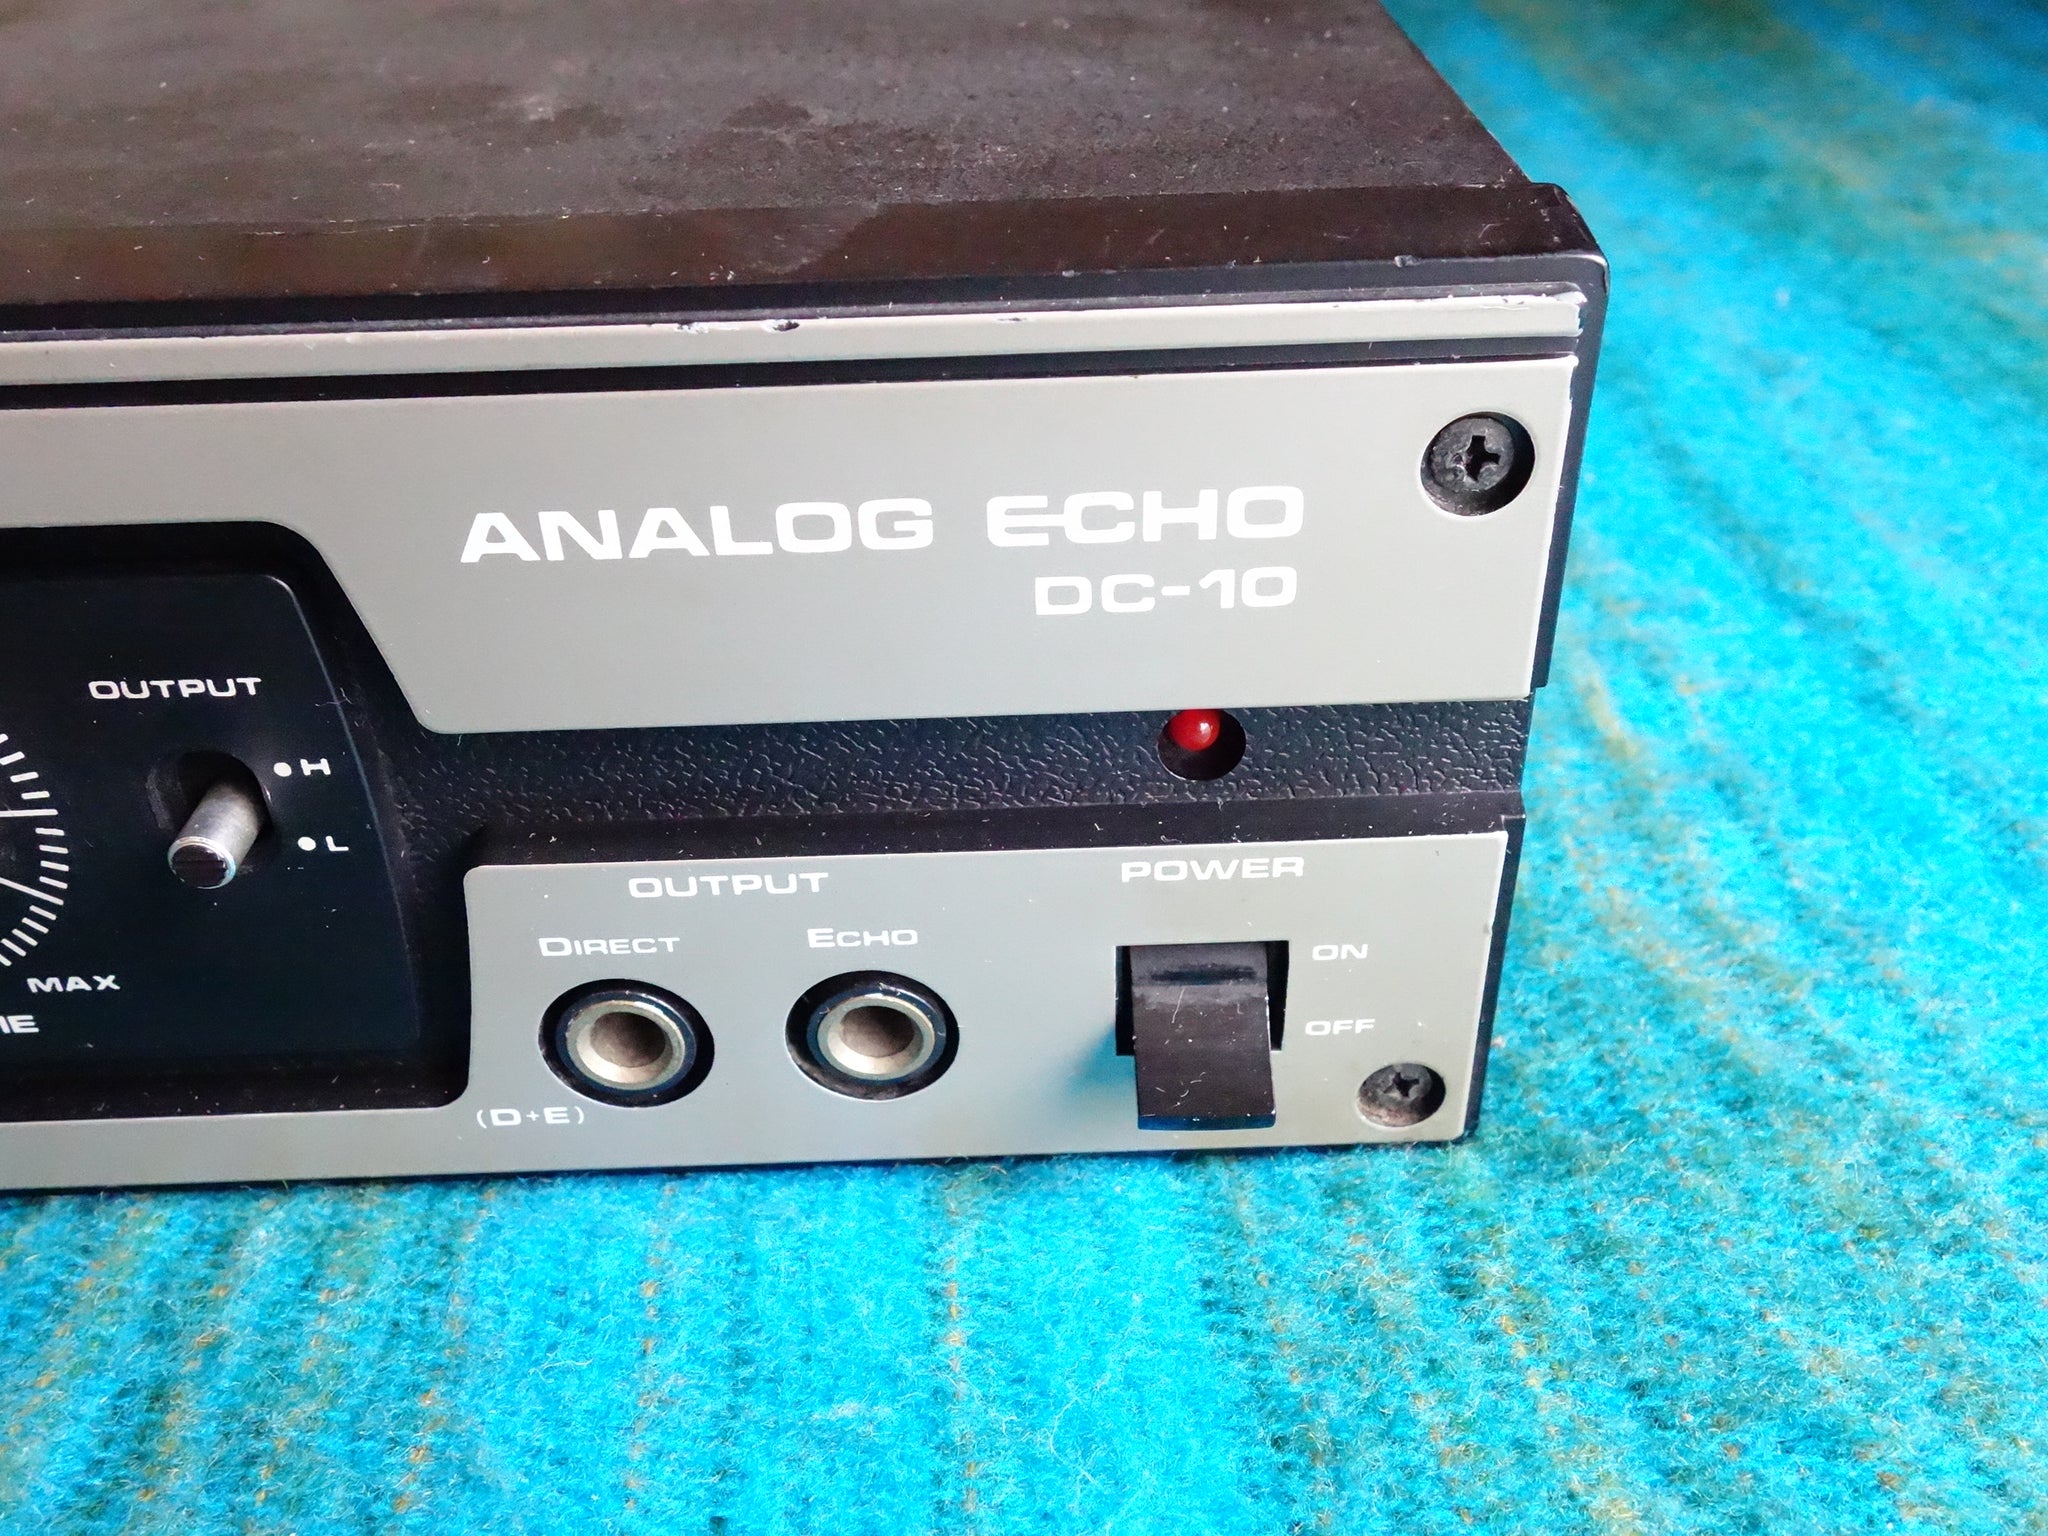 ANALOG ECHO
DC-10
OUTPUT
H
L
MAX
OUTPUT
DIRECT
ECHO
(D+E)
POWER
ON
OFF